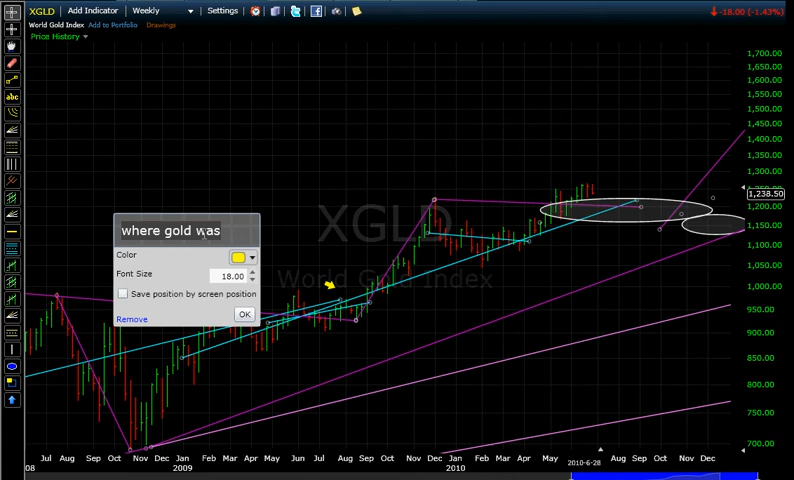 XGLD Add Indicator Weekly Settings -18.00 (-1.43%)
World Gold Index Add to Portfolio Drawings
Price History
1,700.00
1,650.00
1,600.00
1,550.00
1,500.00
1,450.00
1,400.00
1,350.00
1,300.00
1,238.50
1,200.00
1,150.00
1,100.00
1,050.00
1,000.00
950.00
900.00
850.00
800.00
750.00
700.00
abc
XGLD
World Gold Index
where gold was
Color
Font Size 18.00
Save position by screen position
Remove OK
Jul Aug Sep Oct Nov Dec Jan Feb Mar Apr May Jun Jul Aug Sep Oct Nov Dec Jan Feb Mar Apr May 2010-6-28 Aug Sep Oct Nov Dec
08 2009 2010